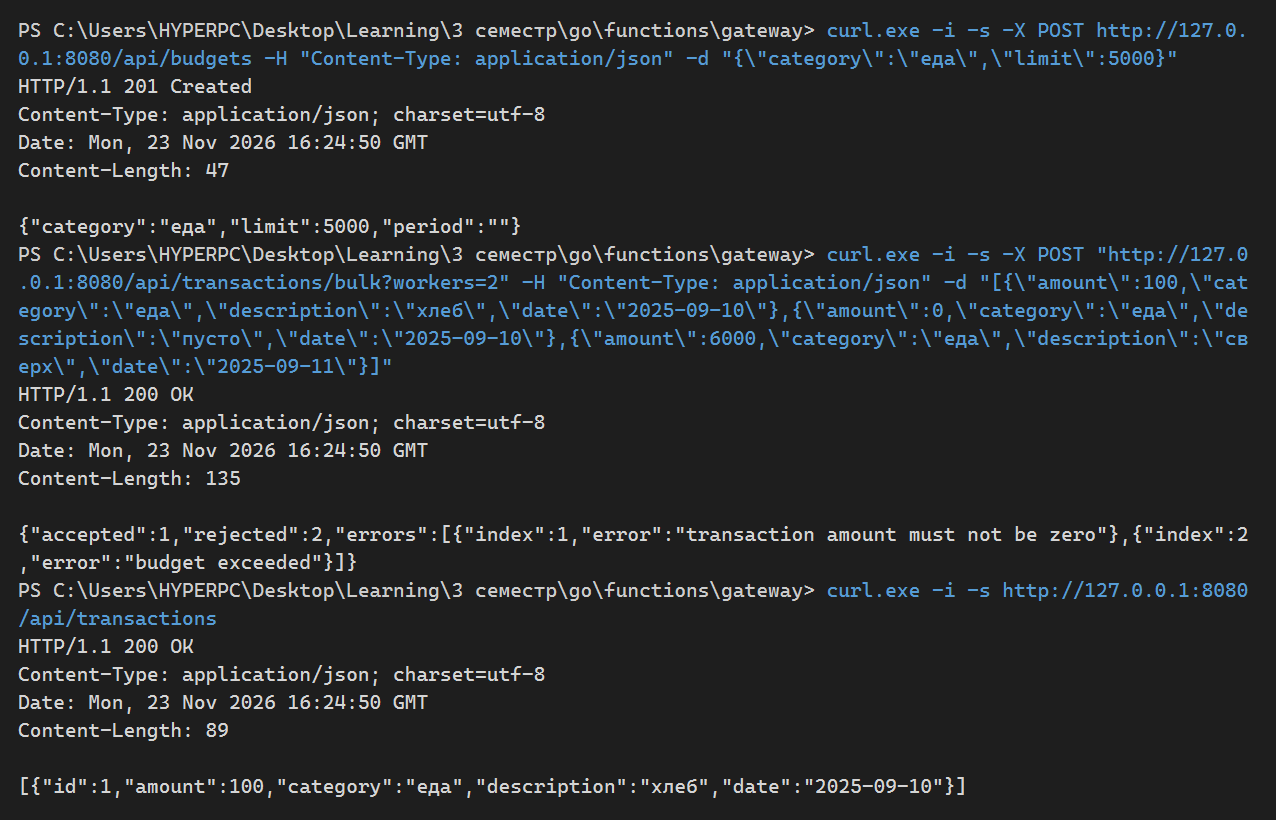 PS C:\Users\HYPERPC\Desktop\Learning\3 семестр\go\functions\gateway> curl.exe -i -s -X POST http://127.0.
0.1:8080/api/budgets -H "Content-Type: application/json" -d "{\"category\":\"еда\",\"limit\":5000}"
HTTP/1.1 201 Created
Content-Type: application/json; charset=utf-8
Date: Mon, 23 Nov 2026 16:24:50 GMT
Content-Length: 47

{"category":"еда","limit":5000,"period":""}
PS C:\Users\HYPERPC\Desktop\Learning\3 семестр\go\functions\gateway> curl.exe -i -s -X POST "http://127.0
.0.1:8080/api/transactions/bulk?workers=2" -H "Content-Type: application/json" -d "[{\"amount\":100,\"cat
egory\":\"еда\",\"description\":\"хлеб\",\"date\":\"2025-09-10\"},{\"amount\":0,\"category\":\"еда\",\"de
scription\":\"пусто\",\"date\":\"2025-09-10\"},{\"amount\":6000,\"category\":\"еда\",\"description\":\"св
ерх\",\"date\":\"2025-09-11\"}]"
HTTP/1.1 200 OK
Content-Type: application/json; charset=utf-8
Date: Mon, 23 Nov 2026 16:24:50 GMT
Content-Length: 135

{"accepted":1,"rejected":2,"errors":[{"index":1,"error":"transaction amount must not be zero"},{"index":2
,"error":"budget exceeded"}]}
PS C:\Users\HYPERPC\Desktop\Learning\3 семестр\go\functions\gateway> curl.exe -i -s http://127.0.0.1:8080
/api/transactions
HTTP/1.1 200 OK
Content-Type: application/json; charset=utf-8
Date: Mon, 23 Nov 2026 16:24:50 GMT
Content-Length: 89

[{"id":1,"amount":100,"category":"еда","description":"хлеб","date":"2025-09-10"}]